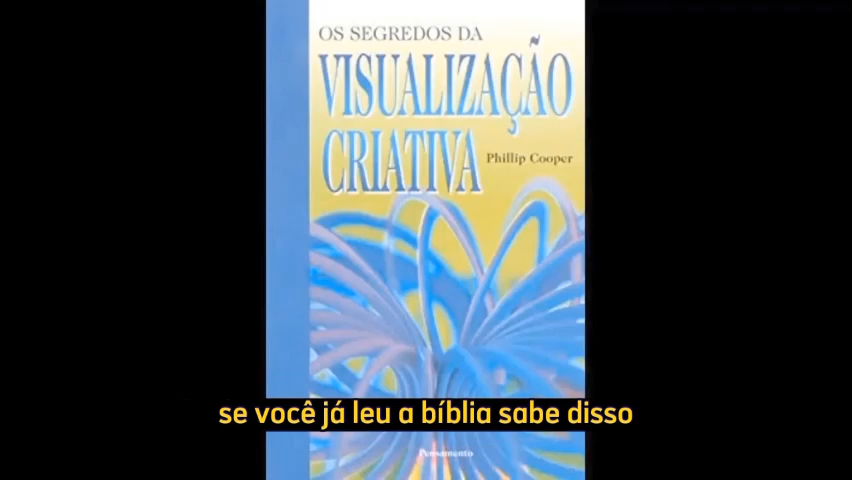 OS SEGREDOS DA
VISUALIZAÇÃO
CRIATIVA
Phillip Cooper
se você já leu a bíblia sabe disso
Pensamento